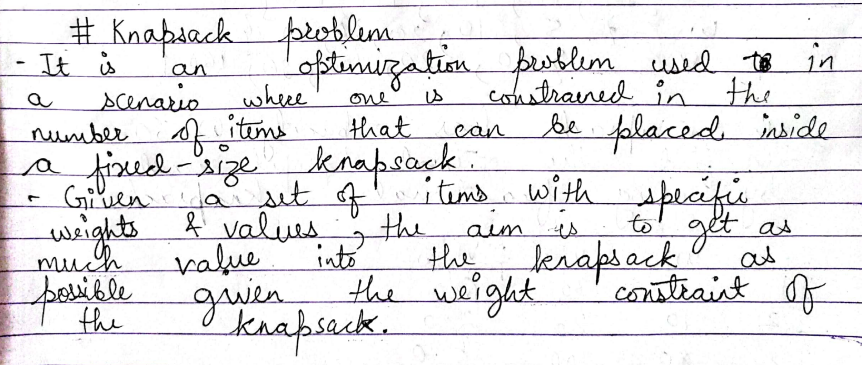 # Knapsack problem
- It is an optimization problem used in
a scenario where one is constrained in the
number of items that can be placed inside
a fixed-size knapsack.
- Given a set of items with specific
weights & values, the aim is to get as
much value into the knapsack as
possible given the weight constraint of
the knapsack.